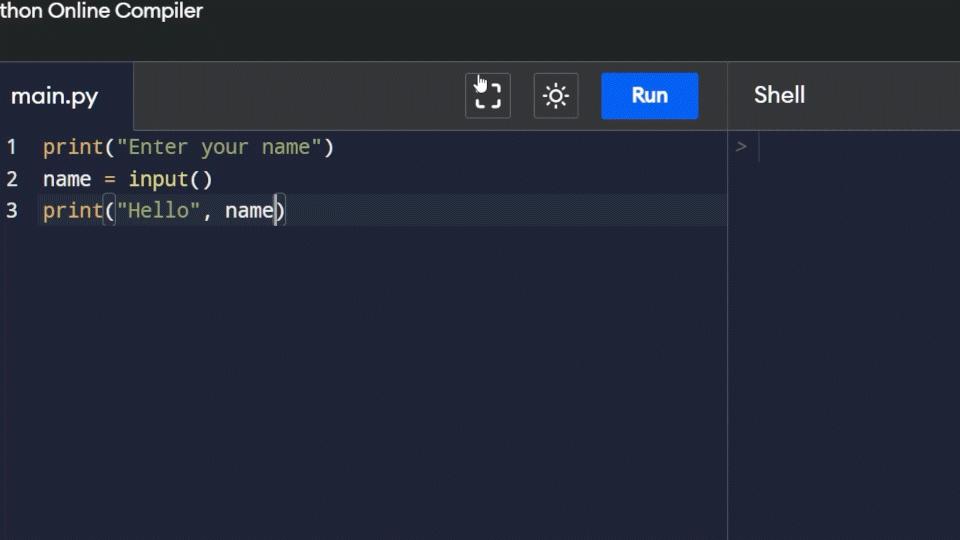 thon Online Compiler
main.py
Run
Shell
1 print("Enter your name")
2 name = input()
3 print("Hello", name)
>